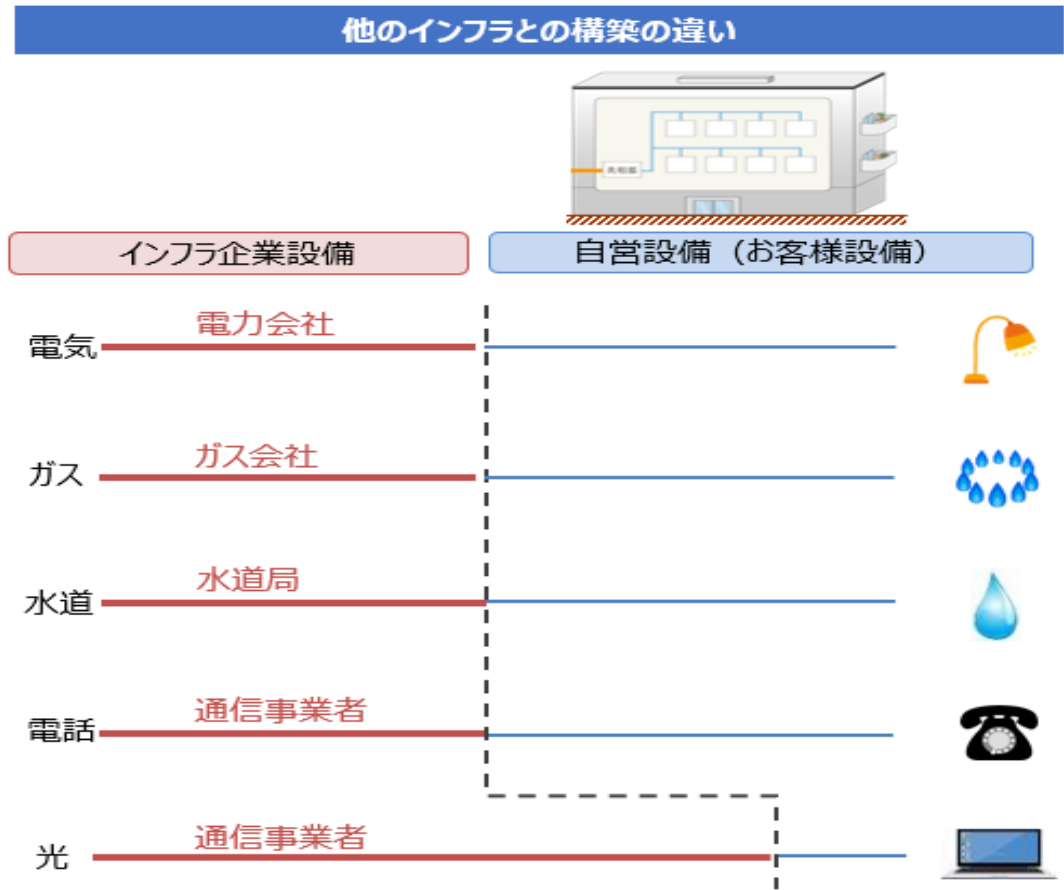 他のインフラとの構築の違い
共用部
インフラ企業設備
自営設備（お客様設備）
電気
電力会社
ガス
ガス会社
水道
水道局
電話
通信事業者
光
通信事業者